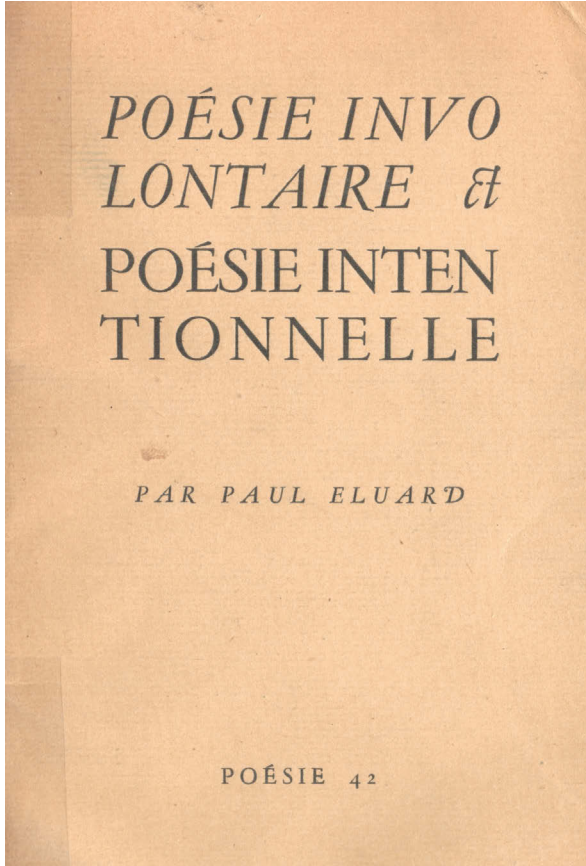 POÉSIE INVO
LONTAIRE &
POÉSIE INTEN
TIONNELLE
PAR PAUL ELUARD
POÉSIE 42